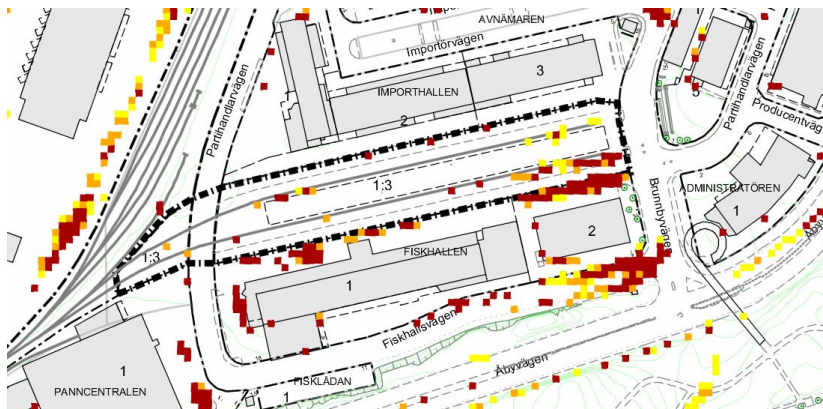 AVNÄMAREN
Importörvägen
Partihandlarvägen
IMPORTHALLEN
3
2
5
Partihandlarvägen
Producentväg
1:3
ADMINISTRATÖREN
1
Brunnbyvägen
1:3
FISKHALLEN
2
1
Fiskhallsvägen
Åbyvägen
Åby
1
PANNCENTRALEN
FISKLÅDAN
1